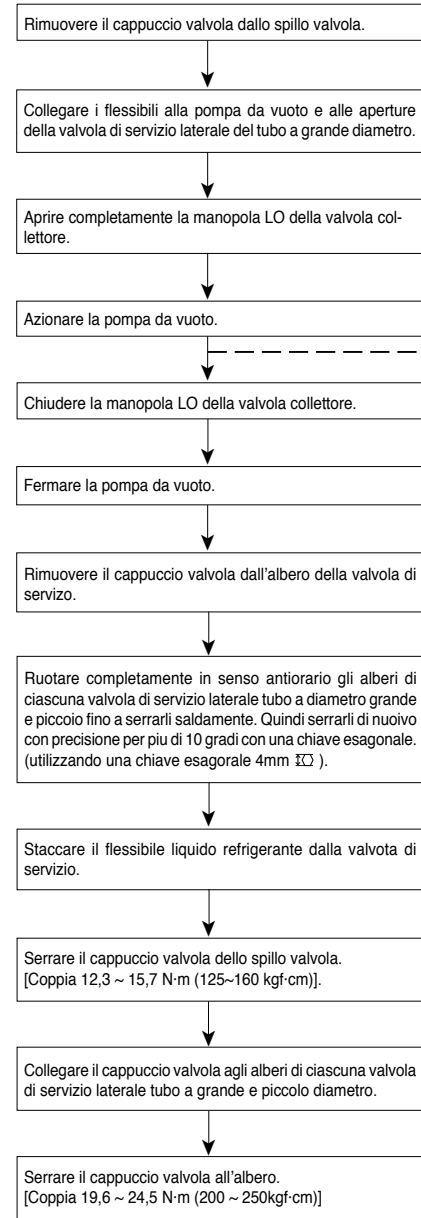 Rimuovere il cappuccio valvola dallo spillo valvola.
Collegare i flessibili alla pompa da vuoto e alle aperture
della valvola di servizio laterale del tubo a grande diametro.
Aprire completamente la manopola LO della valvola col-
lettore.
Azionare la pompa da vuoto.
Chiudere la manopola LO della valvola collettore.
Fermare la pompa da vuoto.
Rimuovere il cappuccio valvola dall'albero della valvola di
servizo.
Ruotare completamente in senso antiorario gli alberi di
ciascuna valvola di servizio laterale tubo a diametro grande
e piccoio fino a serrarli saldamente. Quindi serrarli di nuoivo
con precisione per piu di 10 gradi con una chiave esagonale.
(utilizzando una chiave esagorale 4mm ).
Staccare il flessibile liquido refrigerante dalla valvota di
servizio.
Serrare il cappuccio valvola dello spillo valvola.
[Coppia 12,3 ~ 15,7 N·m (125~160 kgf·cm)].
Collegare il cappuccio valvola agli alberi di ciascuna valvola
di servizio laterale tubo a grande e piccolo diametro.
Serrare il cappuccio valvola all'albero.
[Coppia 19,6 ~ 24,5 N·m (200 ~ 250kgf·cm)]